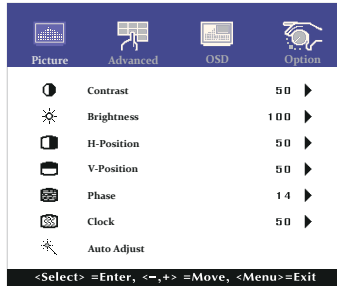 Picture Advanced OSD Option
Contrast 50
Brightness 100
H-Position 50
V-Position 50
Phase 14
Clock 50
Auto Adjust
<Select> =Enter, <−,+> =Move, <Menu>=Exit